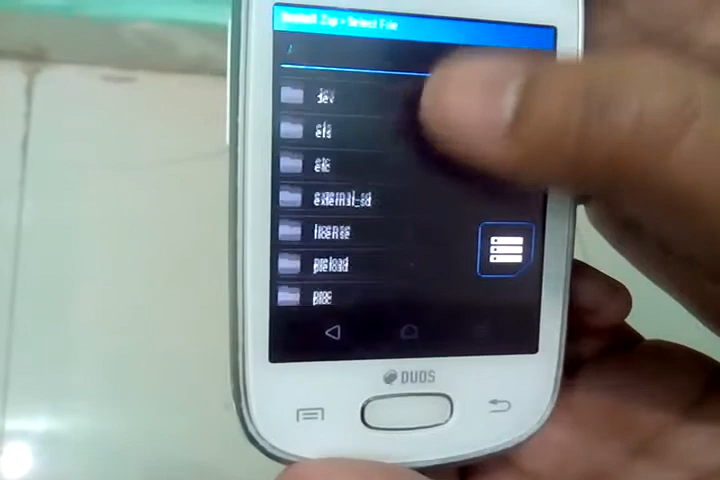 Install Zip > Select File
/
dev
efs
etc
external_sd
license
preload
proc
DUOS